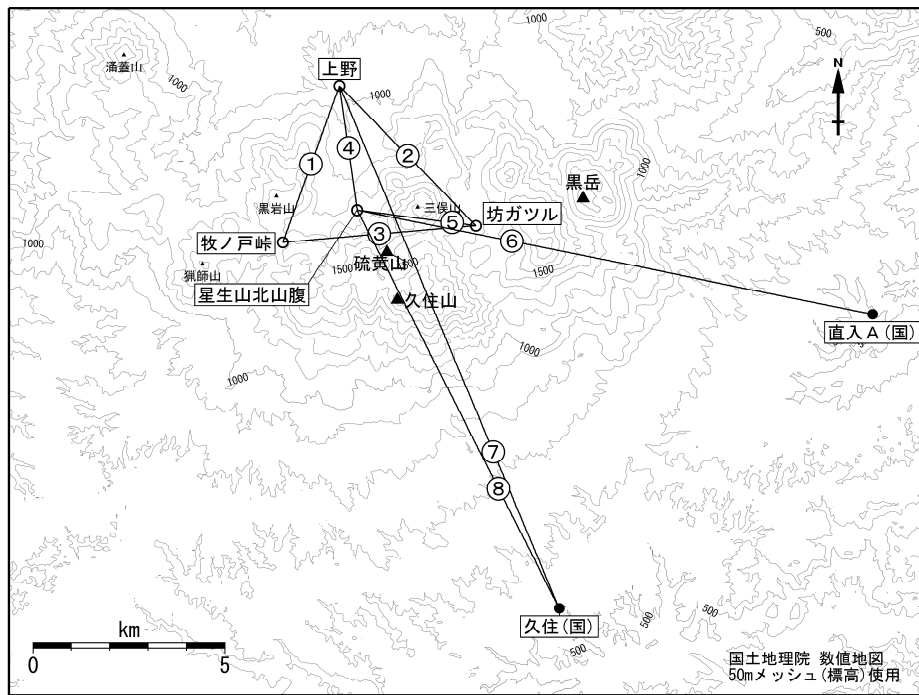 1000
500
涌蓋山
1000
上野
1000
N
④
②
①
1000
黒岳
黒岩山
三俣山
坊ガツル
⑤
③
⑥
1000
牧ノ戸峠
猟師山
1500
1500
1500
硫黄山
星生山北山腹
久住山
直入A(国)
1000
1000
⑦
⑧
500
500
久住(国)
500
km
0
5
国土地理院 数値地図
50mメッシュ(標高)使用